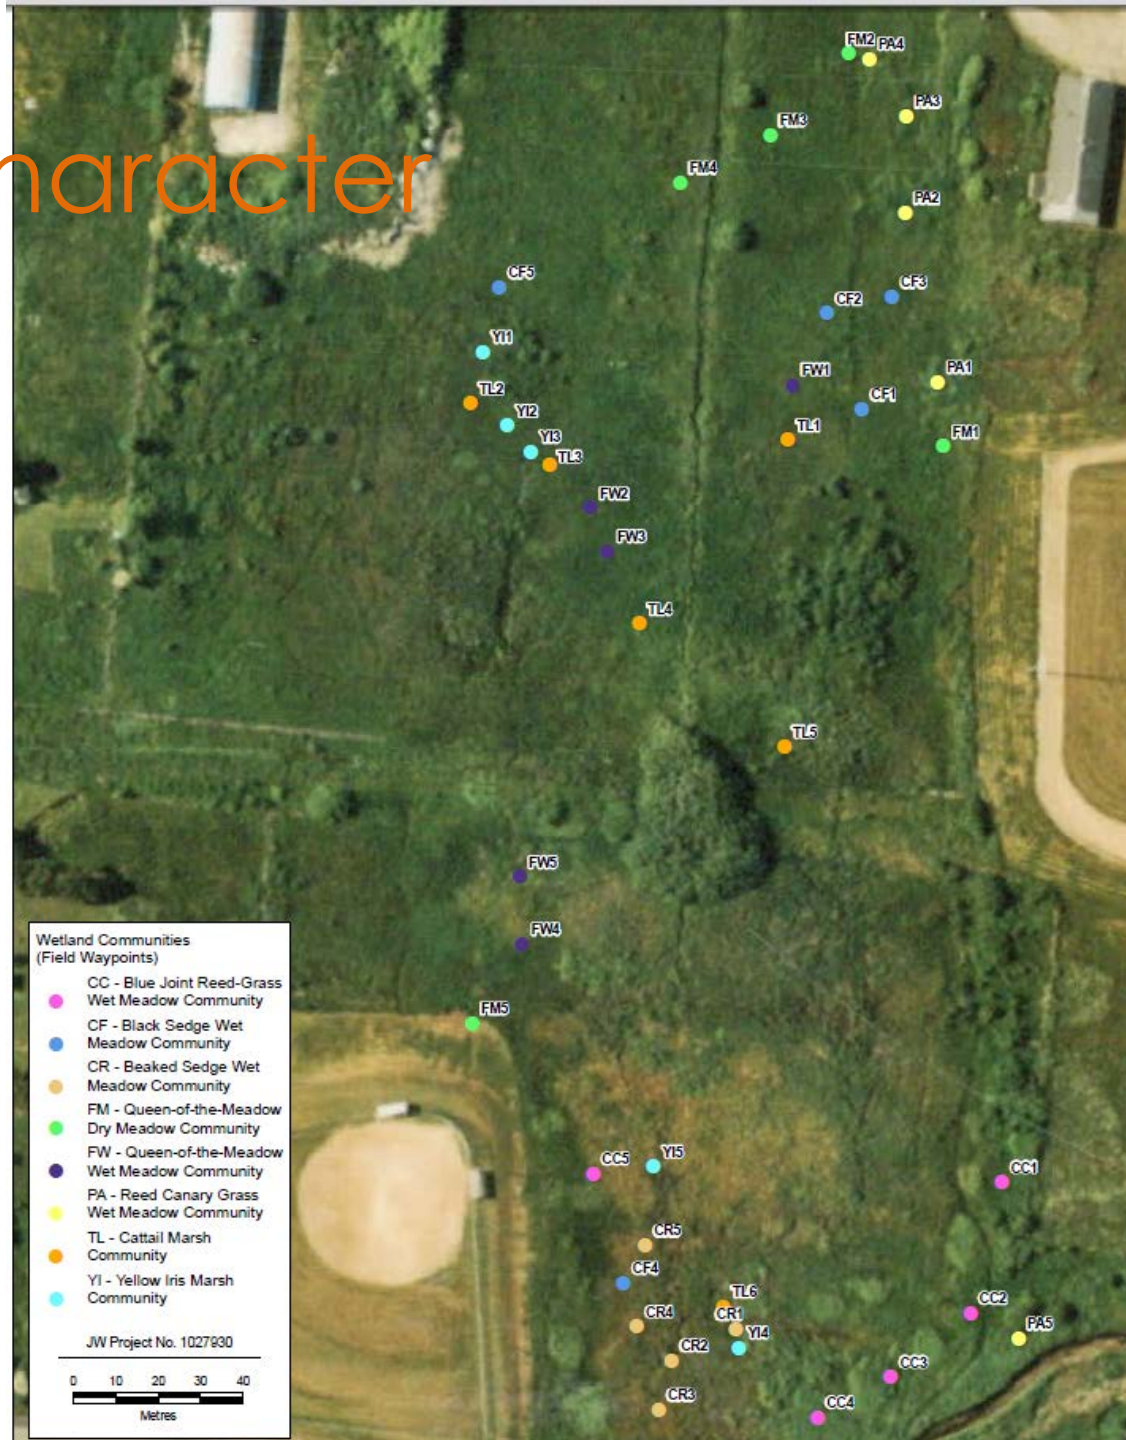 haracter
FM2
PA4
PA3
FM3
FM4
PA2
CF5
CF3
CF2
YI1
FW1
PA1
TL2
CF1
YI2
TL1
FM1
YI3
TL3
FW2
FW3
TL4
TL5
FW5
FW4
FM5
YI5
CC5
CC1
CR5
CF4
TL6
CC2
CR4
CR1
PA5
YI4
CR2
CC3
CR3
CC4
Wetland Communities
(Field Waypoints)
CC - Blue Joint Reed-Grass
Wet Meadow Community
CF - Black Sedge Wet
Meadow Community
CR - Beaked Sedge Wet
Meadow Community
FM - Queen-of-the-Meadow
Dry Meadow Community
FW - Queen-of-the-Meadow
Wet Meadow Community
PA - Reed Canary Grass
Wet Meadow Community
TL - Cattail Marsh
Community
YI - Yellow Iris Marsh
Community
JW Project No. 1027930
0 10 20 30 40
Metres